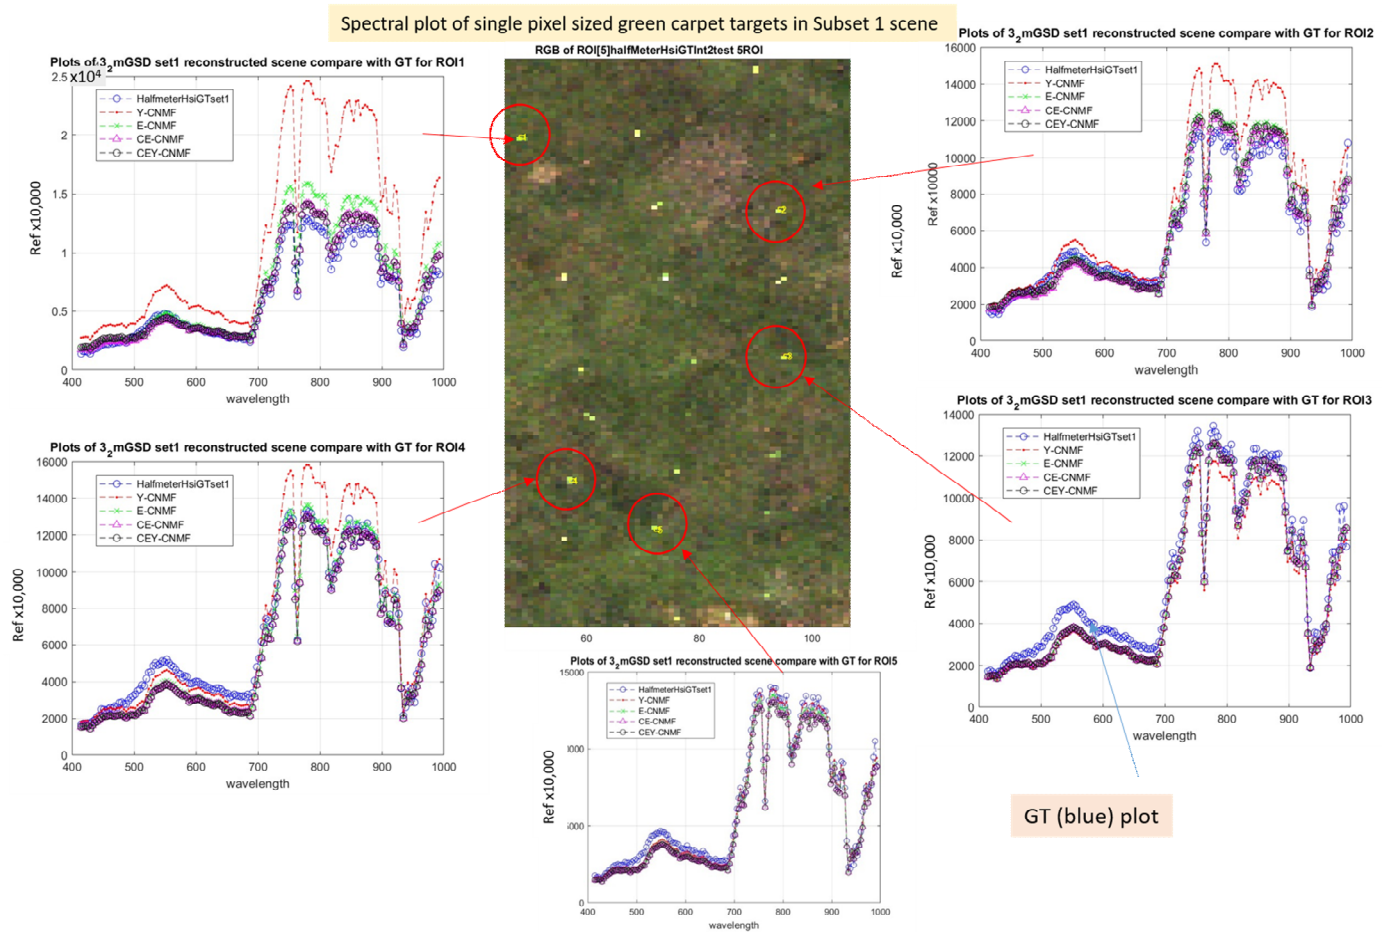 Spectral plot of single pixel sized green carpet targets in Subset 1 scene
Plots of 3_2mGSD set1 reconstructed scene compare with GT for ROI1
x10^4
2.5
2
1.5
1
0.5
0
400 500 600 700 800 900 1000
wavelength
Ref x10,000
HalfmeterHsiGTset1
Y-CNMF
E-CNMF
CE-CNMF
CEY-CNMF
RGB of ROI[5]halfMeterHsiGTInt2test 5ROI
1
2
3
4
5
60 80 100
Plots of 3_2mGSD set1 reconstructed scene compare with GT for ROI2
16000
14000
12000
10000
8000
6000
4000
2000
0
400 500 600 700 800 900 1000
wavelength
Ref x10,000
Ref x10000
HalfmeterHsiGTset1
Y-CNMF
E-CNMF
CE-CNMF
CEY-CNMF
Plots of 3_2mGSD set1 reconstructed scene compare with GT for ROI4
16000
14000
12000
10000
8000
6000
4000
2000
0
400 500 600 700 800 900 1000
wavelength
Ref x10,000
HalfmeterHsiGTset1
Y-CNMF
E-CNMF
CE-CNMF
CEY-CNMF
Plots of 3_2mGSD set1 reconstructed scene compare with GT for ROI3
14000
12000
10000
8000
6000
4000
2000
0
400 500 600 700 800 900 1000
wavelength
Ref x10,000
HalfmeterHsiGTset1
Y-CNMF
E-CNMF
CE-CNMF
CEY-CNMF
Plots of 3_2mGSD set1 reconstructed scene compare with GT for ROI5
15000
0000
5000
0
400 500 600 700 800 900 1000
wavelength
Ref x10,000
HalfmeterHsiGTset1
Y-CNMF
E-CNMF
CE-CNMF
CEY-CNMF
GT (blue) plot